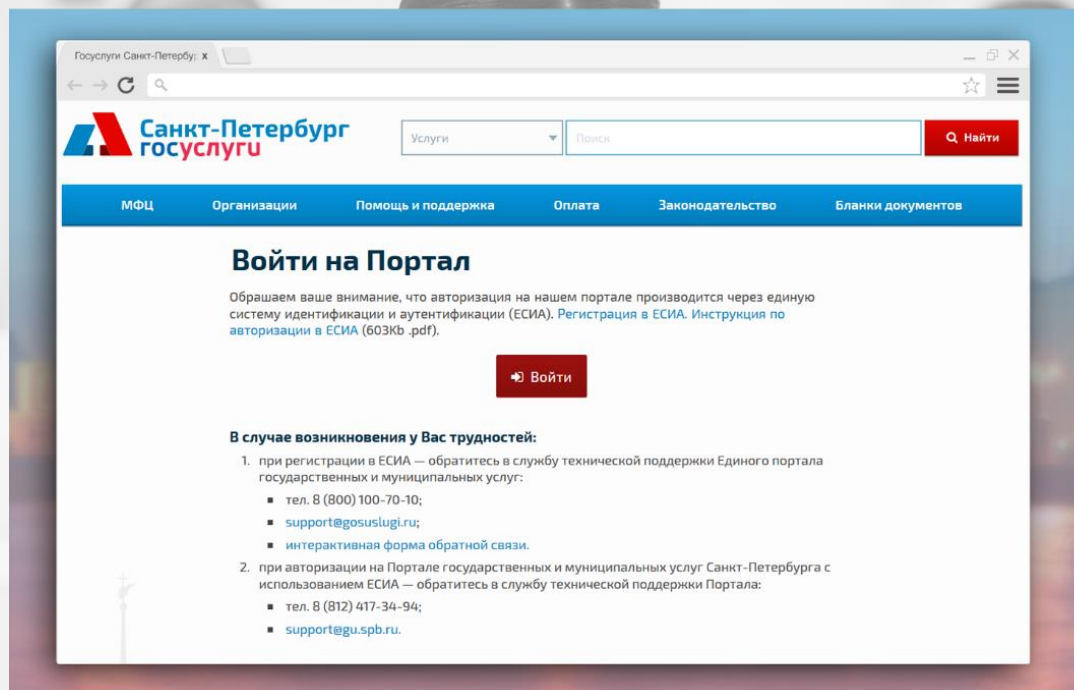 Госуслуги Санкт-Петербу; x
Санкт-Петербург
госуслуги
Услуги
Поиск
Найти
МФЦ Организации Помощь и поддержка Оплата Законодательство Бланки документов
Войти на Портал
Обрашаем ваше внимание, что авторизация на нашем портале производится через единую
систему идентификации и аутентификации (ЕСИА). Регистрация в ЕСИА. Инструкция по
авторизации в ЕСИА (603Kb .pdf).
Войти
В случае возникновения у Вас трудностей:
1. при регистрации в ЕСИА — обратитесь в службу технической поддержки Единого портала
государственных и муниципальных услуг:
▪ тел. 8 (800) 100-70-10;
▪ support@gosuslugi.ru;
▪ интерактивная форма обратной связи.
2. при авторизации на Портале государственных и муниципальных услуг Санкт-Петербурга с
использованием ЕСИА — обратитесь в службу технической поддержки Портала:
▪ тел. 8 (812) 417-34-94;
▪ support@gu.spb.ru.